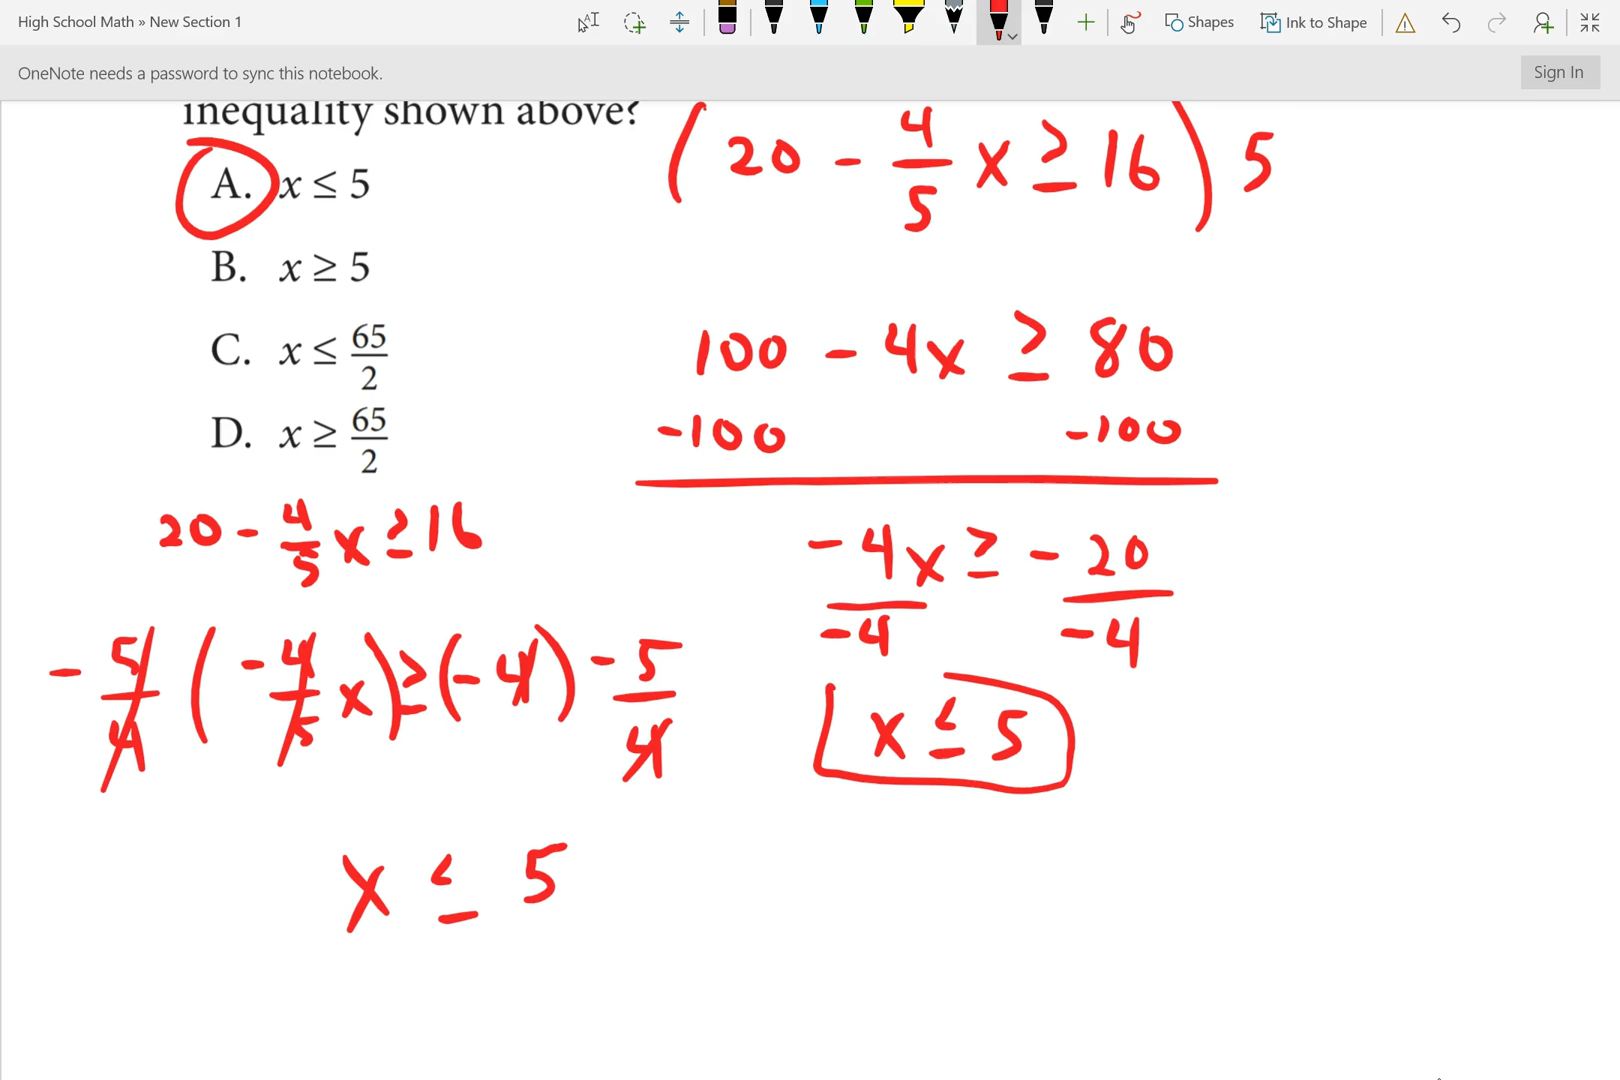 High School Math » New Section 1
Shapes
Ink to Shape
OneNote needs a password to sync this notebook.
Sign In
inequality shown above?
A. x ≤ 5
B. x ≥ 5
C. x ≤ 65/2
D. x ≥ 65/2
(20 - 4/5 x ≥ 16) 5
100 - 4x ≥ 80
-100 -100
-4x ≥ -20
-4 -4
x ≤ 5
20 - 4/5 x ≥ 16
- 5/4 (- 4/5 x) ≥ (-4) - 5/4
x ≤ 5